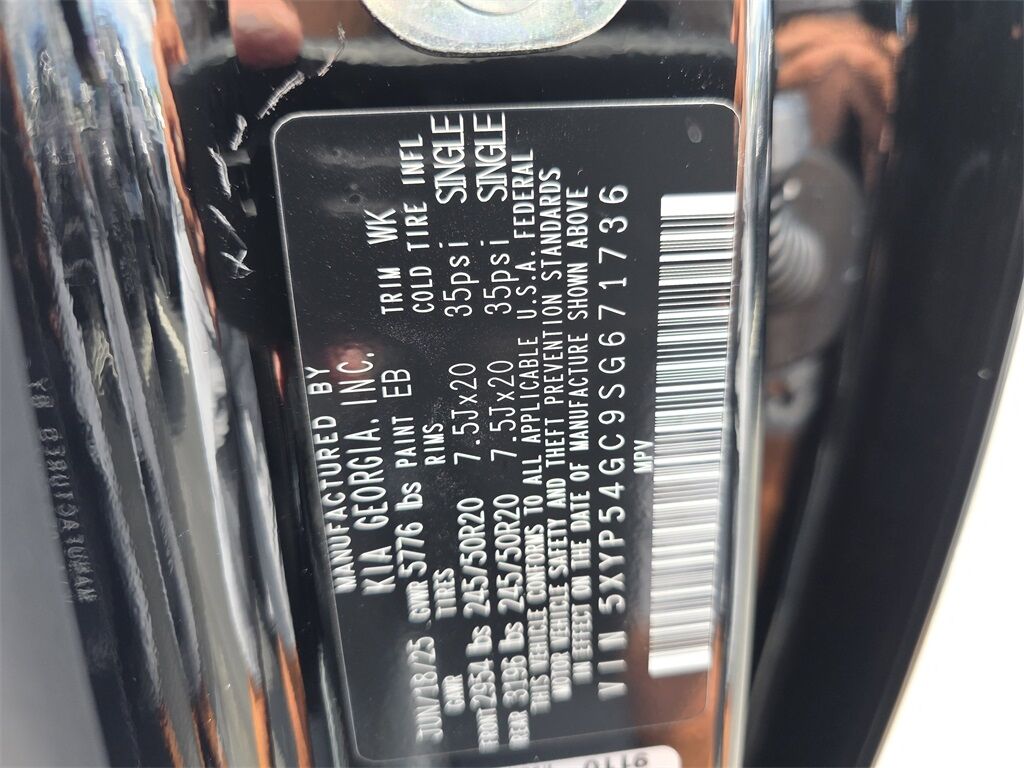 MANUFACTURED BY
KIA GEORGIA. INC.
JUN/18/25 GVWR 5776 lbs PAINT EB TRIM WK
GAWR TIRES RIMS COLD TIRE INFL
FRONT 2954 lbs 245/50R20 7.5Jx20 35psi SINGLE
REAR 3196 lbs 245/50R20 7.5Jx20 35psi SINGLE
THIS VEHICLE CONFORMS TO ALL APPLICABLE U.S.A. FEDERAL
MOTOR VEHICLE SAFETY AND THEFT PREVENTION STANDARDS
IN EFFECT ON THE DATE OF MANUFACTURE SHOWN ABOVE
VIN 5XYP54GC9SG671736
MPV